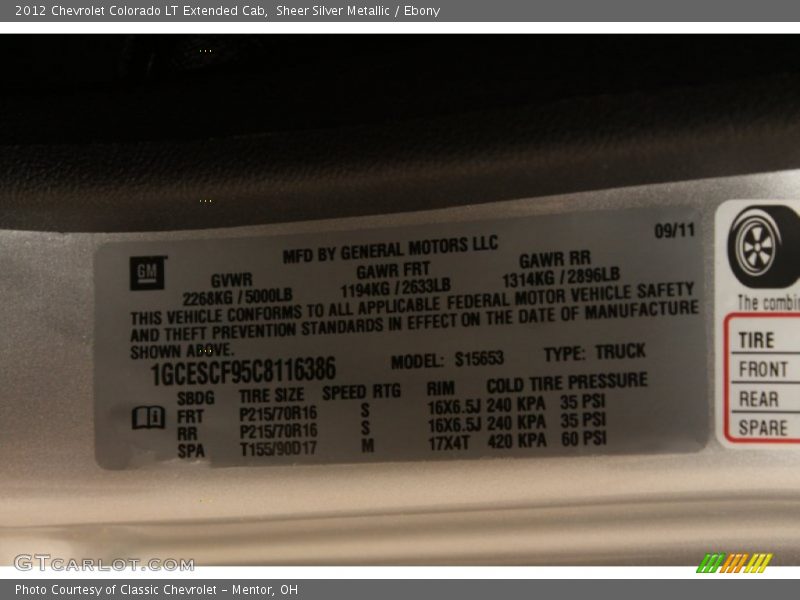 2012 Chevrolet Colorado LT Extended Cab, Sheer Silver Metallic / Ebony
09/11
GM
MFD BY GENERAL MOTORS LLC
GVWR GAWR FRT GAWR RR
2268KG / 5000LB 1194KG / 2633LB 1314KG / 2896LB
THIS VEHICLE CONFORMS TO ALL APPLICABLE FEDERAL MOTOR VEHICLE SAFETY
AND THEFT PREVENTION STANDARDS IN EFFECT ON THE DATE OF MANUFACTURE
SHOWN ABOVE.
1GCESCF95C8116386 MODEL: S15653 TYPE: TRUCK
SBDG TIRE SIZE SPEED RTG RIM COLD TIRE PRESSURE
FRT P215/70R16 S 16X6.5J 240 KPA 35 PSI
RR P215/70R16 S 16X6.5J 240 KPA 35 PSI
SPA T155/90D17 M 17X4T 420 KPA 60 PSI
The combin
TIRE
FRONT
REAR
SPARE
GTCARLOT.COM
Photo Courtesy of Classic Chevrolet - Mentor, OH